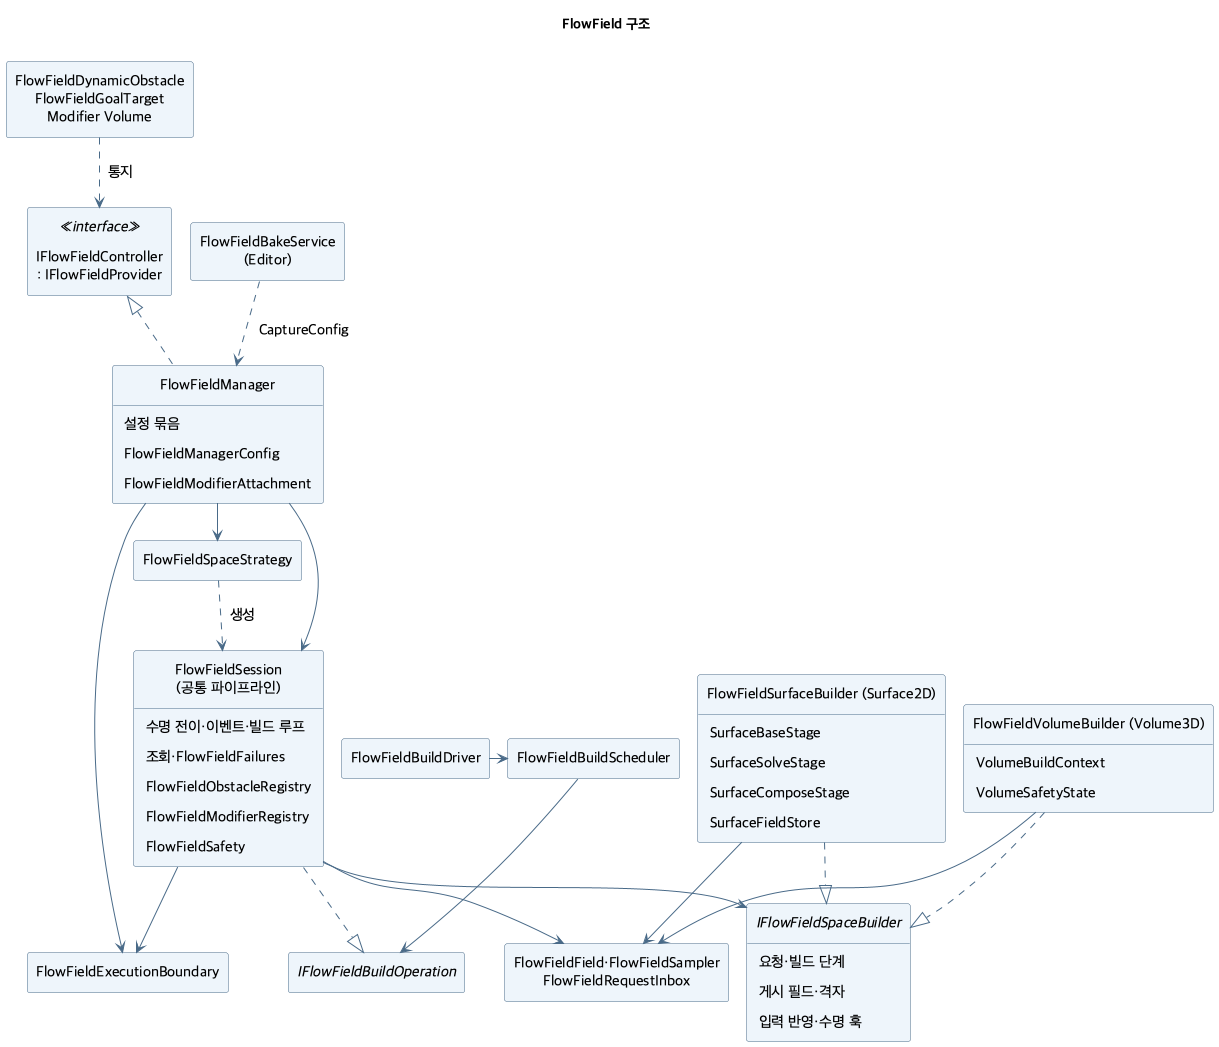 FlowField 구조
FlowFieldDynamicObstacle
FlowFieldGoalTarget
Modifier Volume
통지
≪interface≫
IFlowFieldController
: IFlowFieldProvider
FlowFieldBakeService
(Editor)
CaptureConfig
FlowFieldManager
설정 묶음
FlowFieldManagerConfig
FlowFieldModifierAttachment
FlowFieldSpaceStrategy
생성
FlowFieldSession
(공통 파이프라인)
수명 전이·이벤트·빌드 루프
조회·FlowFieldFailures
FlowFieldObstacleRegistry
FlowFieldModifierRegistry
FlowFieldSafety
FlowFieldBuildDriver
FlowFieldBuildScheduler
FlowFieldSurfaceBuilder (Surface2D)
SurfaceBaseStage
SurfaceSolveStage
SurfaceComposeStage
SurfaceFieldStore
FlowFieldVolumeBuilder (Volume3D)
VolumeBuildContext
VolumeSafetyState
FlowFieldExecutionBoundary
IFlowFieldBuildOperation
FlowFieldField·FlowFieldSampler
FlowFieldRequestInbox
IFlowFieldSpaceBuilder
요청·빌드 단계
게시 필드·격자
입력 반영·수명 훅